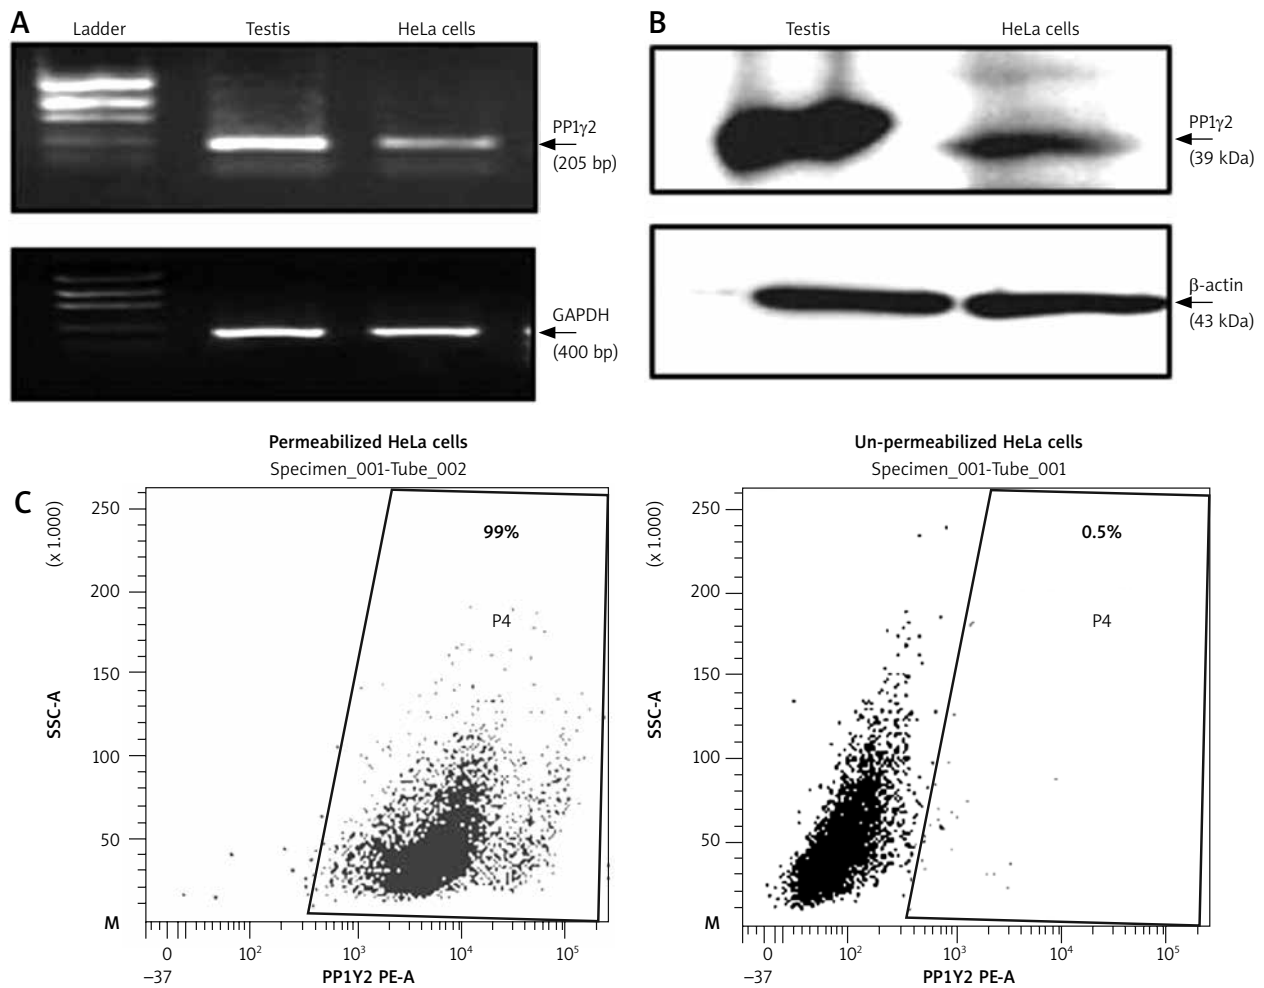 A
Ladder
Testis
HeLa cells
PP1γ2
(205 bp)
GAPDH
(400 bp)
B
Testis
HeLa cells
PP1γ2
(39 kDa)
β-actin
(43 kDa)
C
Permeabilized HeLa cells
Specimen_001-Tube_002
(x 1.000)
SSC-A
250
200
150
100
50
M
99%
P4
0
10²
10³
10⁴
10⁵
–37
PP1Y2 PE-A
Un-permeabilized HeLa cells
Specimen_001-Tube_001
(x 1.000)
SSC-A
250
200
150
100
50
M
0.5%
P4
0
10²
10³
10⁴
10⁵
–37
PP1Y2 PE-A